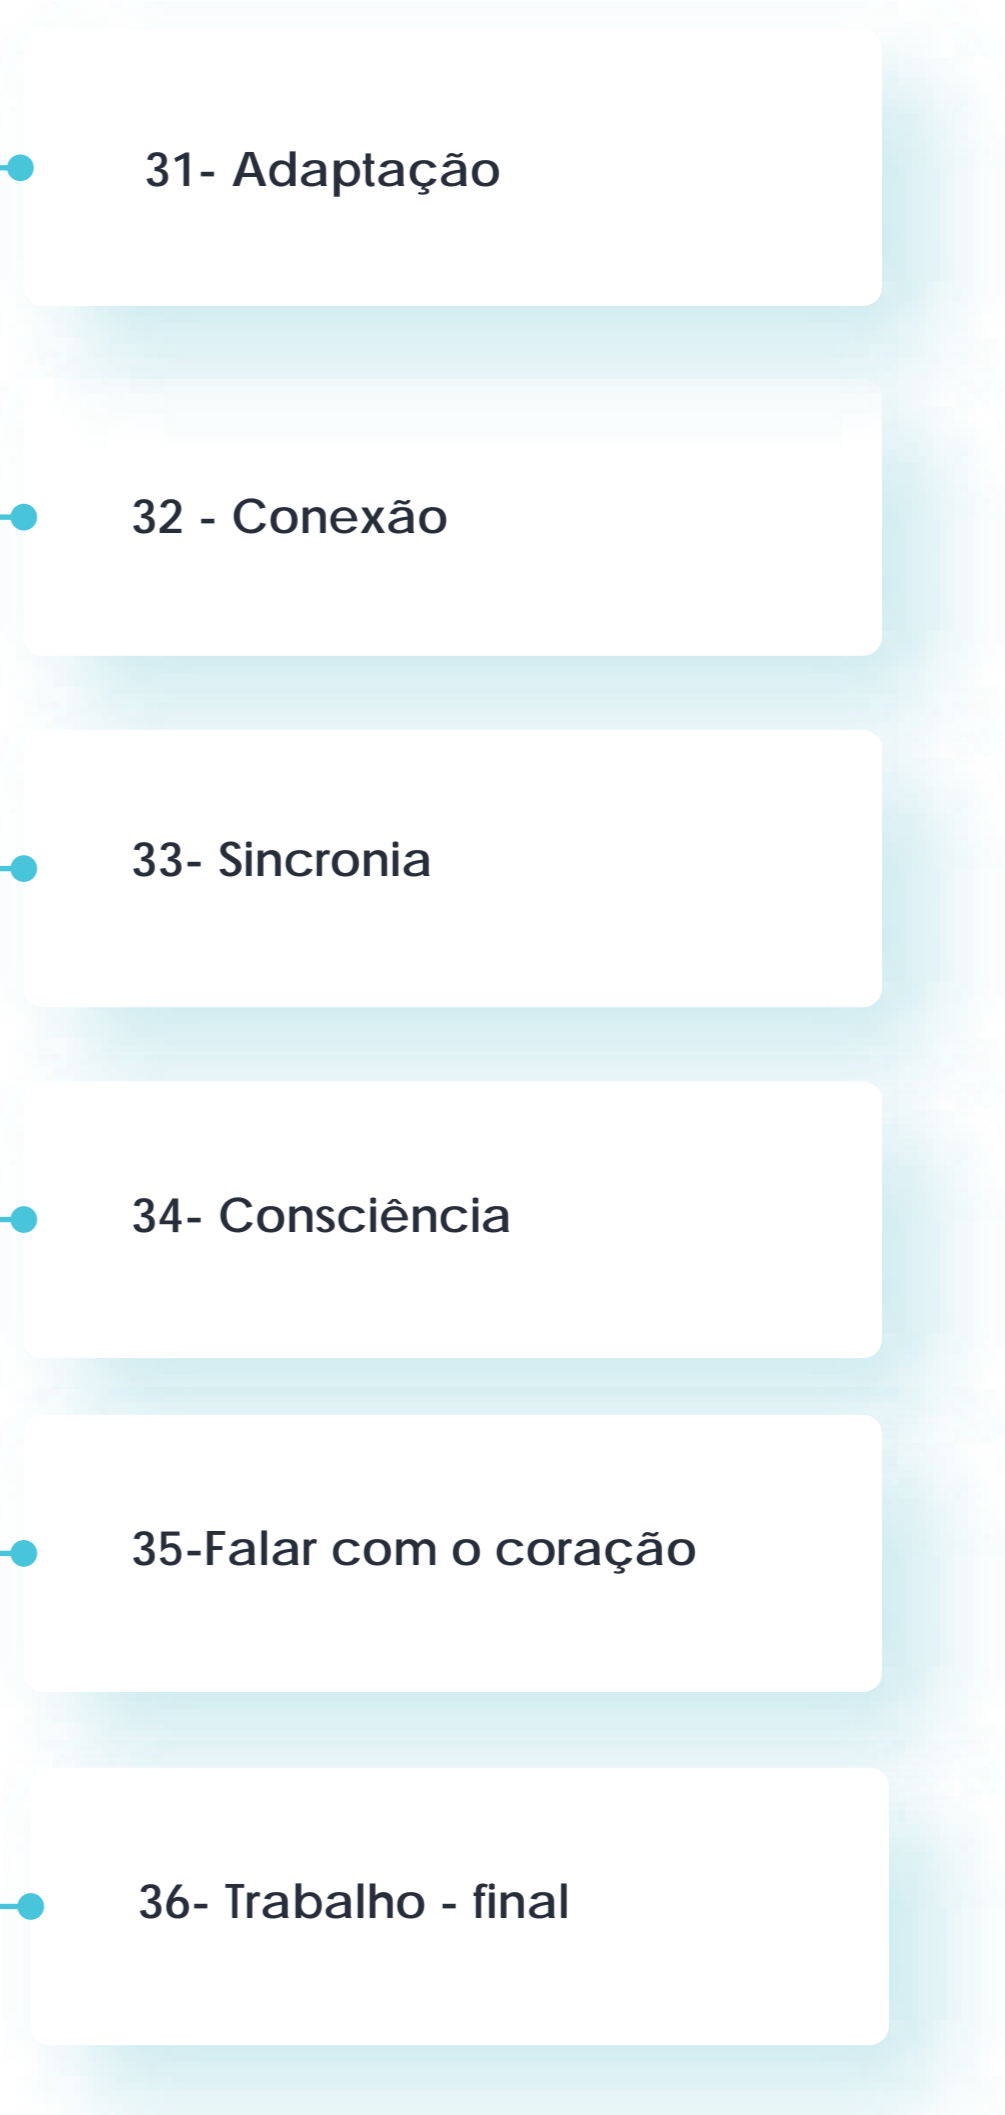 31- Adaptação
32 - Conexão
33- Sincronia
34- Consciência
35-Falar com o coração
36- Trabalho - final